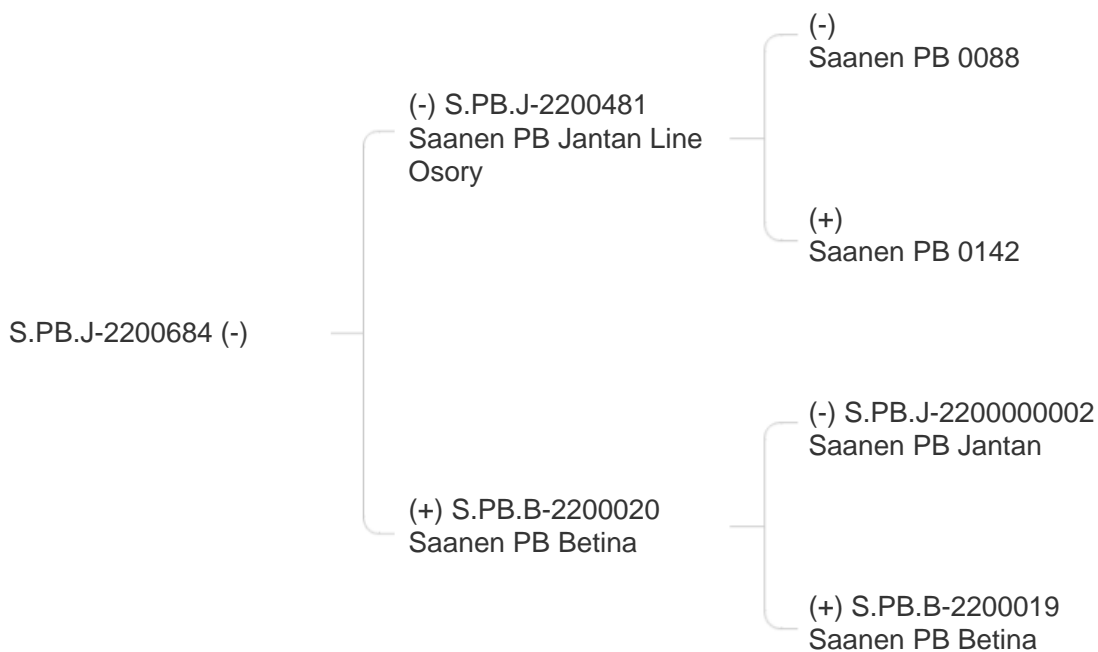 (-)
Saanen PB 0088
(-) S.PB.J-2200481
Saanen PB Jantan Line
Osory
(+)
Saanen PB 0142
S.PB.J-2200684 (-)
(-) S.PB.J-2200000002
Saanen PB Jantan
(+) S.PB.B-2200020
Saanen PB Betina
(+) S.PB.B-2200019
Saanen PB Betina